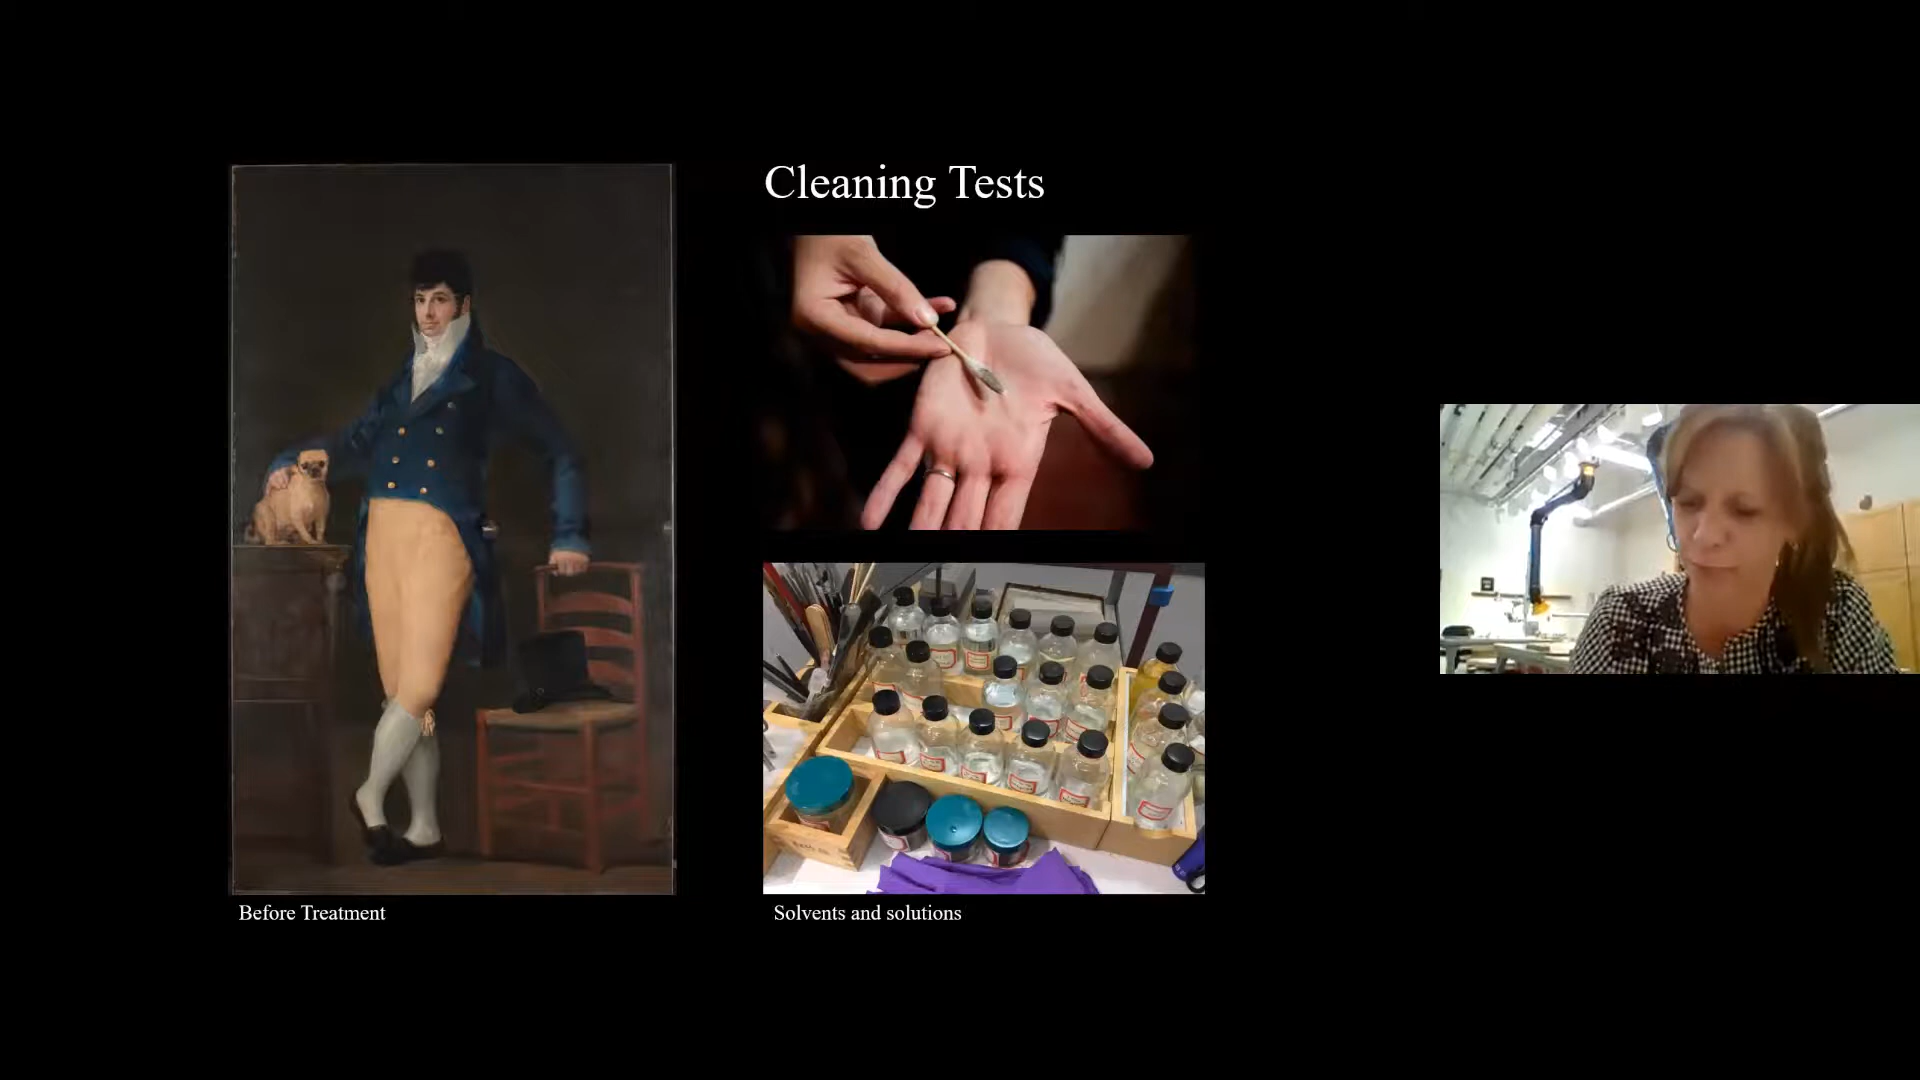 Cleaning Tests
Before Treatment
Solvents and solutions